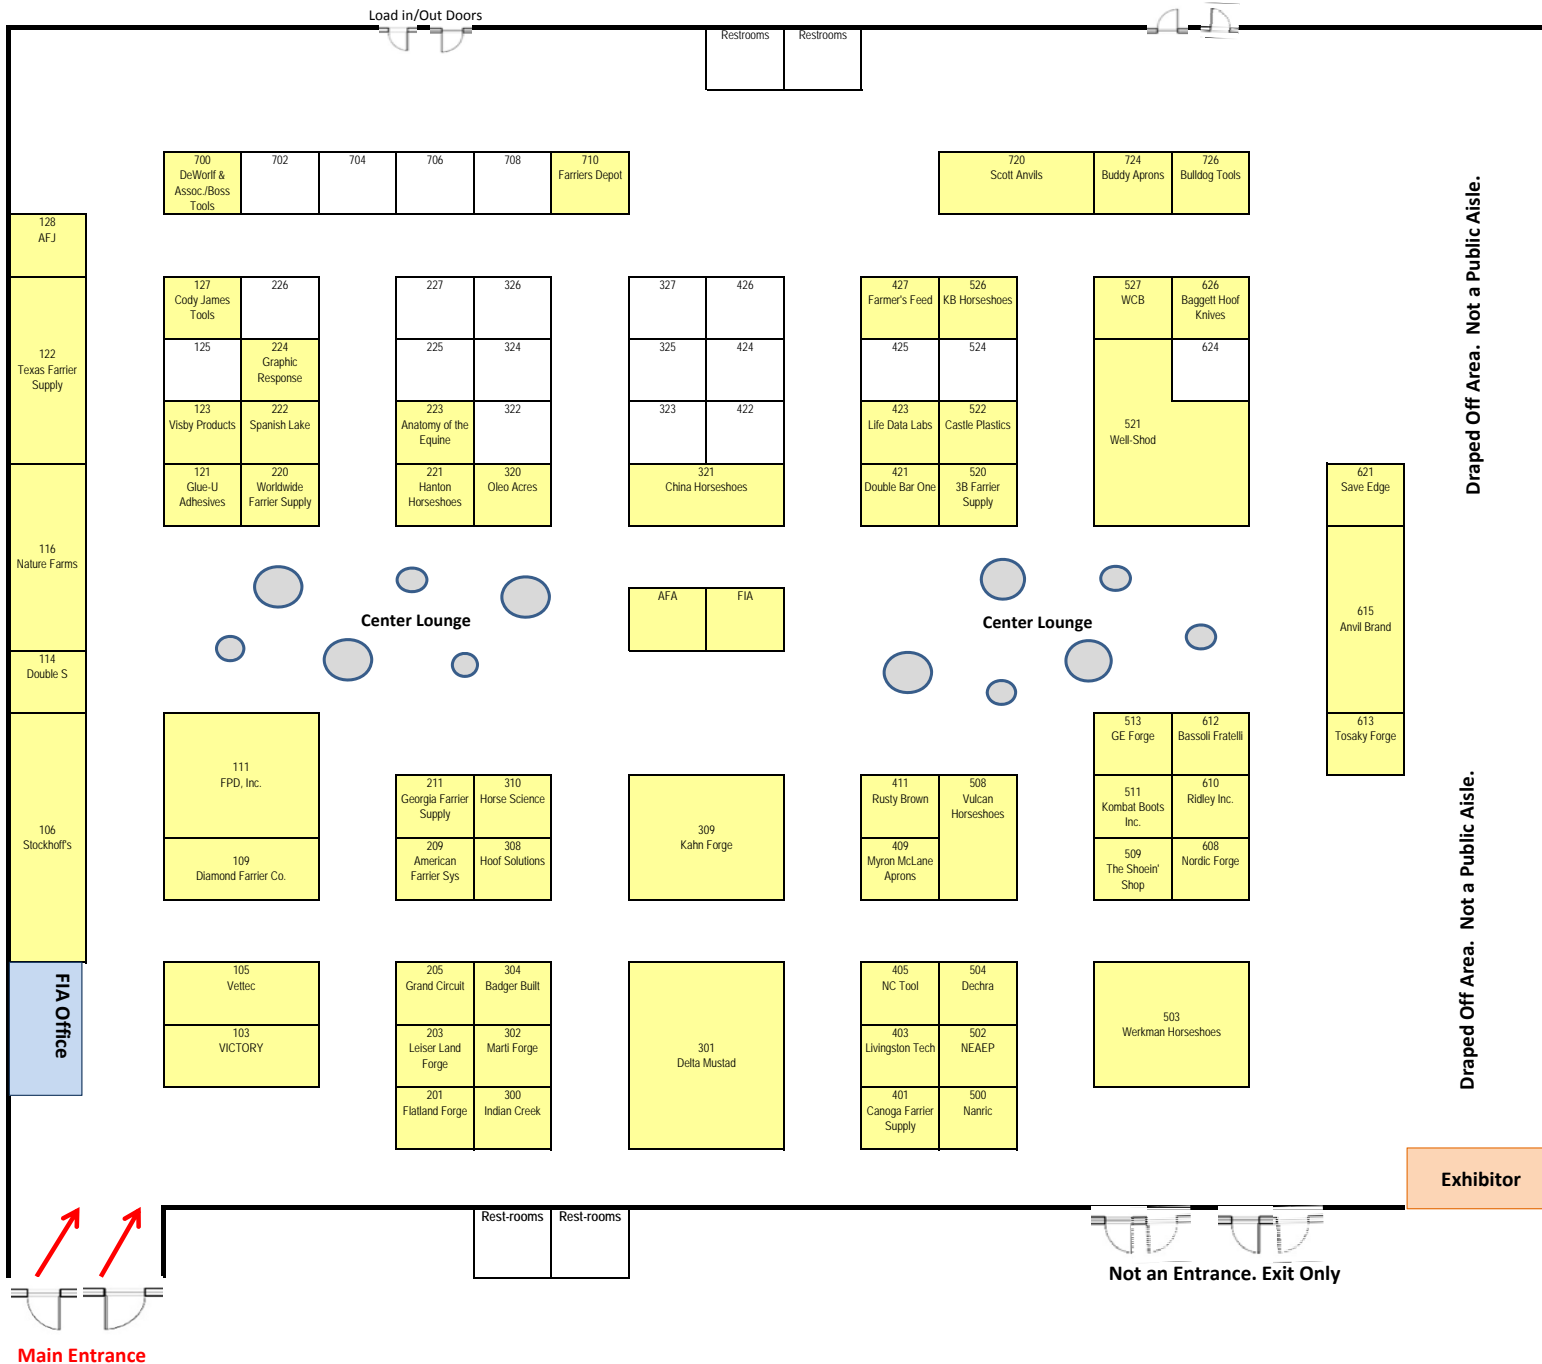 Load in/Out Doors
Restrooms
Restrooms
700
DeWorlf &
Assoc./Boss
Tools
702
704
706
708
710
Farriers Depot
720
Scott Anvils
724
Buddy Aprons
726
Bulldog Tools
128
AFJ
122
Texas Farrier
Supply
116
Nature Farms
114
Double S
106
Stockhoff's
FIA Office
127
Cody James
Tools
226
125
224
Graphic
Response
123
Visby Products
222
Spanish Lake
121
Glue-U
Adhesives
220
Worldwide
Farrier Supply
227
326
225
324
223
Anatomy of the
Equine
322
221
Hanton
Horseshoes
320
Oleo Acres
327
426
325
424
323
422
321
China Horseshoes
427
Farmer's Feed
526
KB Horseshoes
425
524
423
Life Data Labs
522
Castle Plastics
421
Double Bar One
520
3B Farrier
Supply
527
WCB
626
Baggett Hoof
Knives
624
521
Well-Shod
621
Save Edge
615
Anvil Brand
613
Tosaky Forge
Draped Off Area.  Not a Public Aisle.
Center Lounge
AFA
FIA
Center Lounge
111
FPD, Inc.
109
Diamond Farrier Co.
211
Georgia Farrier
Supply
310
Horse Science
209
American
Farrier Sys
308
Hoof Solutions
309
Kahn Forge
411
Rusty Brown
508
Vulcan
Horseshoes
409
Myron McLane
Aprons
513
GE Forge
612
Bassoli Fratelli
511
Kombat Boots
Inc.
610
Ridley Inc.
509
The Shoein'
Shop
608
Nordic Forge
Draped Off Area.  Not a Public Aisle.
105
Vettec
103
VICTORY
205
Grand Circuit
304
Badger Built
203
Leiser Land
Forge
302
Marti Forge
201
Flatland Forge
300
Indian Creek
301
Delta Mustad
405
NC Tool
504
Dechra
403
Livingston Tech
502
NEAEP
401
Canoga Farrier
Supply
500
Nanric
503
Werkman Horseshoes
Exhibitor
Rest-rooms
Rest-rooms
Not an Entrance. Exit Only
Main Entrance